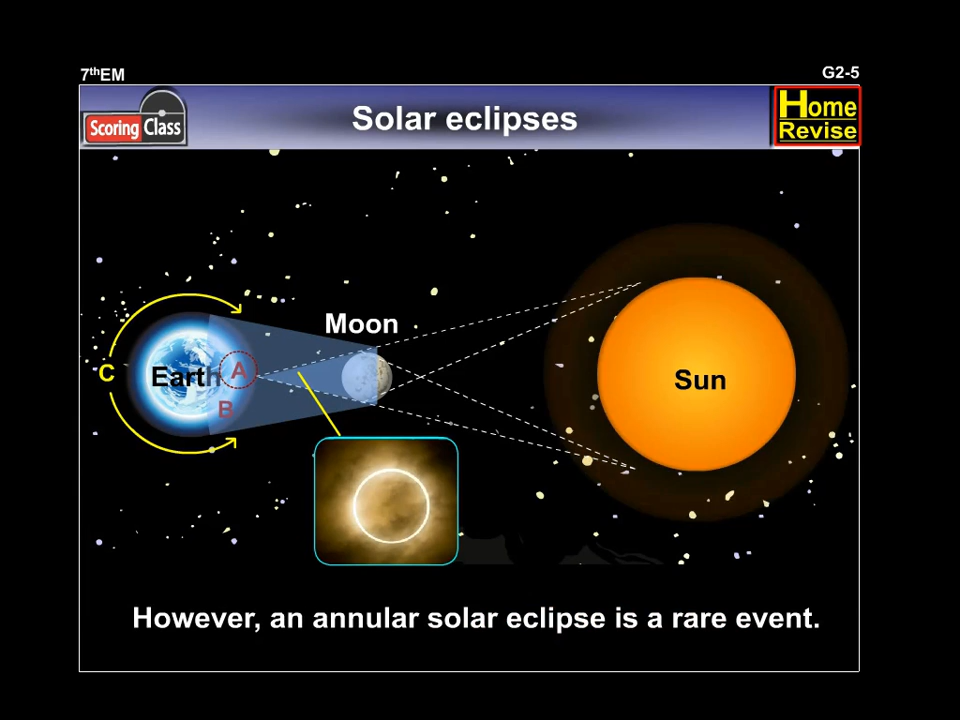 7thEM
G2-5
Scoring Class
Solar eclipses
Home
Revise
Moon
C
Earth
A
Sun
B
However, an annular solar eclipse is a rare event.